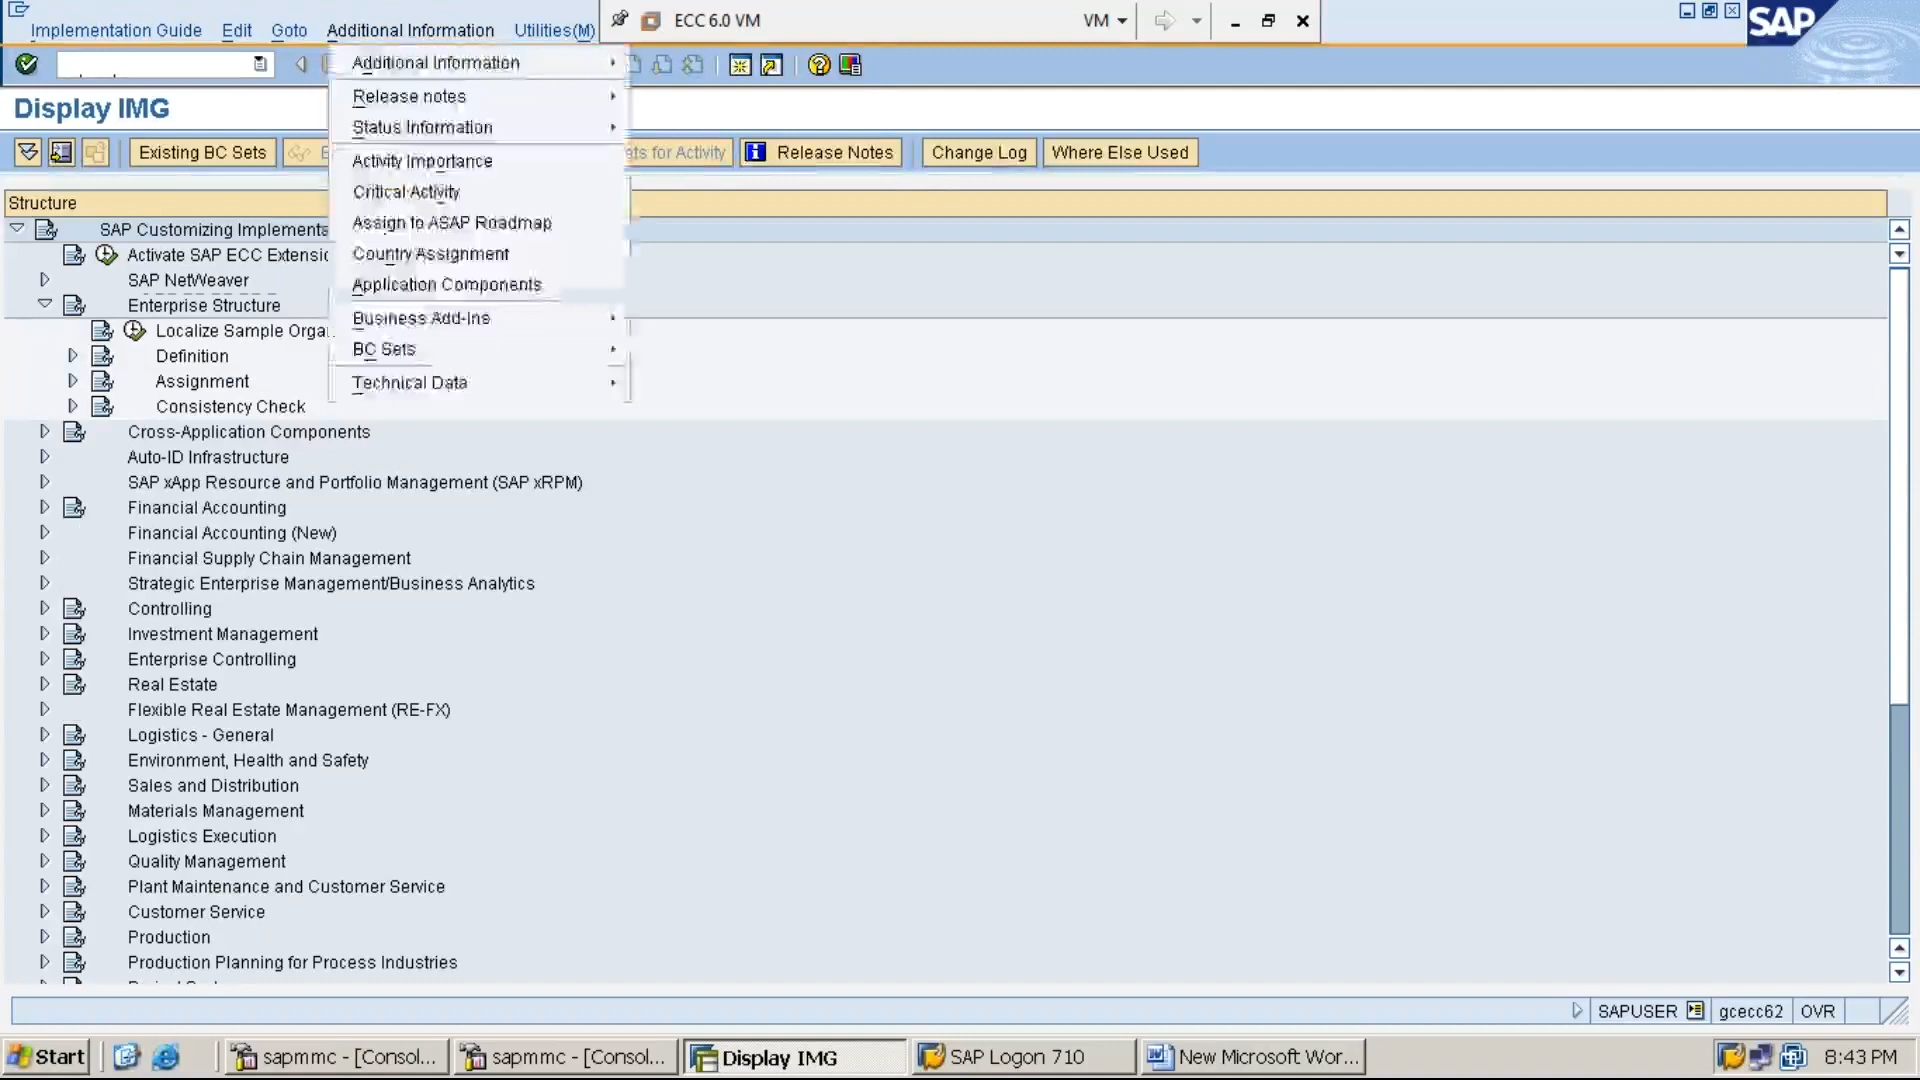 Implementation Guide Edit Goto Additional Information Utilities(M) ECC 6.0 VM VM SAP
Additional Information
Display IMG
Release notes
Status Information
Existing BC Sets ets for Activity Release Notes Change Log Where Else Used
Activity Importance
Critical Activity
Structure
Assign to ASAP Roadmap
SAP Customizing Implementa
Country Assignment
Activate SAP ECC Extensio
SAP NetWeaver
Application Components
Enterprise Structure
Business Add-Ins
Localize Sample Orga
BC Sets
Definition
Technical Data
Assignment
Consistency Check
Cross-Application Components
Auto-ID Infrastructure
SAP xApp Resource and Portfolio Management (SAP xRPM)
Financial Accounting
Financial Accounting (New)
Financial Supply Chain Management
Strategic Enterprise Management/Business Analytics
Controlling
Investment Management
Enterprise Controlling
Real Estate
Flexible Real Estate Management (RE-FX)
Logistics - General
Environment, Health and Safety
Sales and Distribution
Materials Management
Logistics Execution
Quality Management
Plant Maintenance and Customer Service
Customer Service
Production
Production Planning for Process Industries
SAPUSER gcecc62 OVR
Start sapmmc - [Consol... sapmmc - [Consol... Display IMG SAP Logon 710 New Microsoft Wor... 8:43 PM